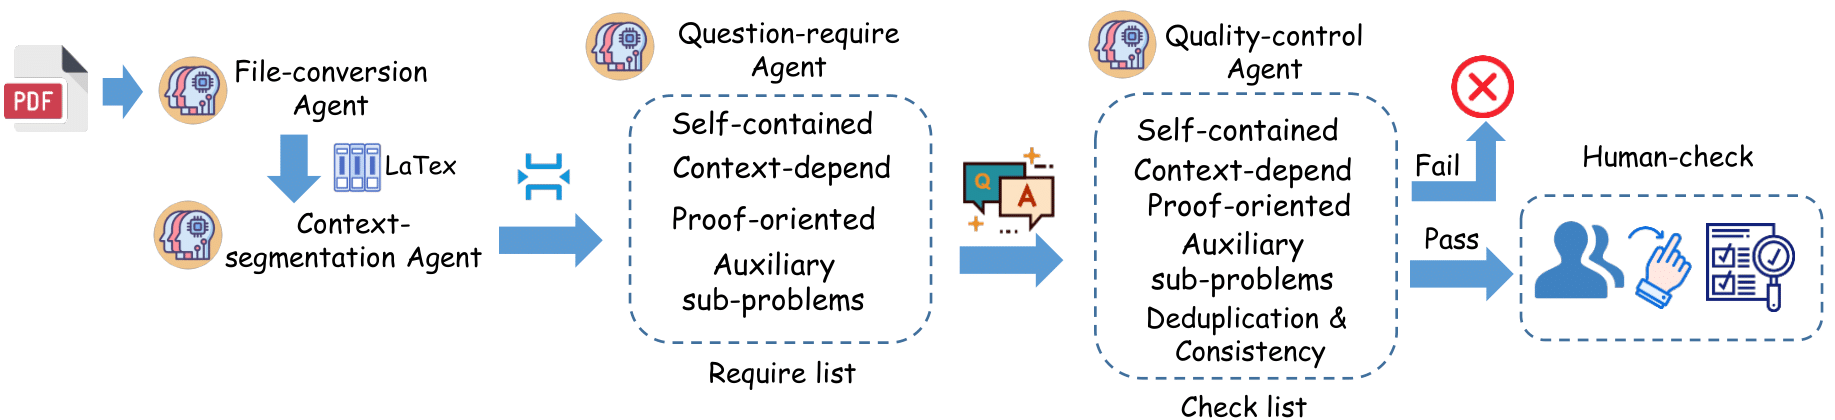 PDF
File-conversion
Agent
LaTex
Context-
segmentation Agent
Question-require
Agent
Self-contained
Context-depend
Proof-oriented
Auxiliary
sub-problems
Require list
Q
A
Quality-control
Agent
Self-contained
Context-depend
Proof-oriented
Auxiliary
sub-problems
Deduplication &
Consistency
Check list
Fail
Pass
Human-check